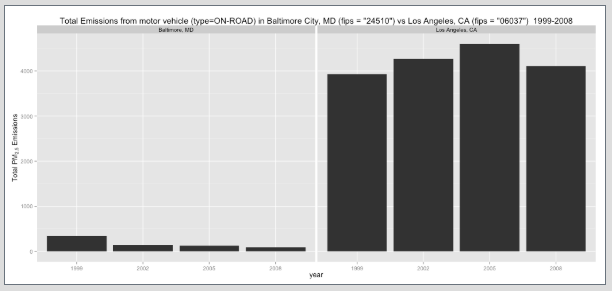 Total Emissions from motor vehicle (type=ON-ROAD) in Baltimore City, MD (fips = "24510") vs Los Angeles, CA (fips = "06037") 1999-2008
Baltimore, MD
Los Angeles, CA
Total PM2.5 Emissions
4000
3000
2000
1000
0
1999
2002
2005
2008
1999
2002
2005
2008
year